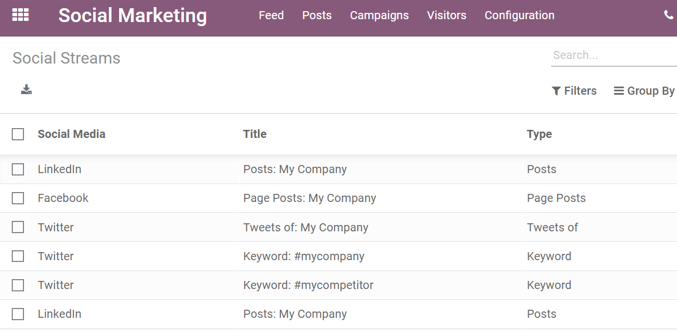 Social Marketing Feed Posts Campaigns Visitors Configuration
Social Streams
Search...
Filters Group By
Social Media Title Type
LinkedIn Posts: My Company Posts
Facebook Page Posts: My Company Page Posts
Twitter Tweets of: My Company Tweets of
Twitter Keyword: #mycompany Keyword
Twitter Keyword: #mycompetitor Keyword
LinkedIn Posts: My Company Posts